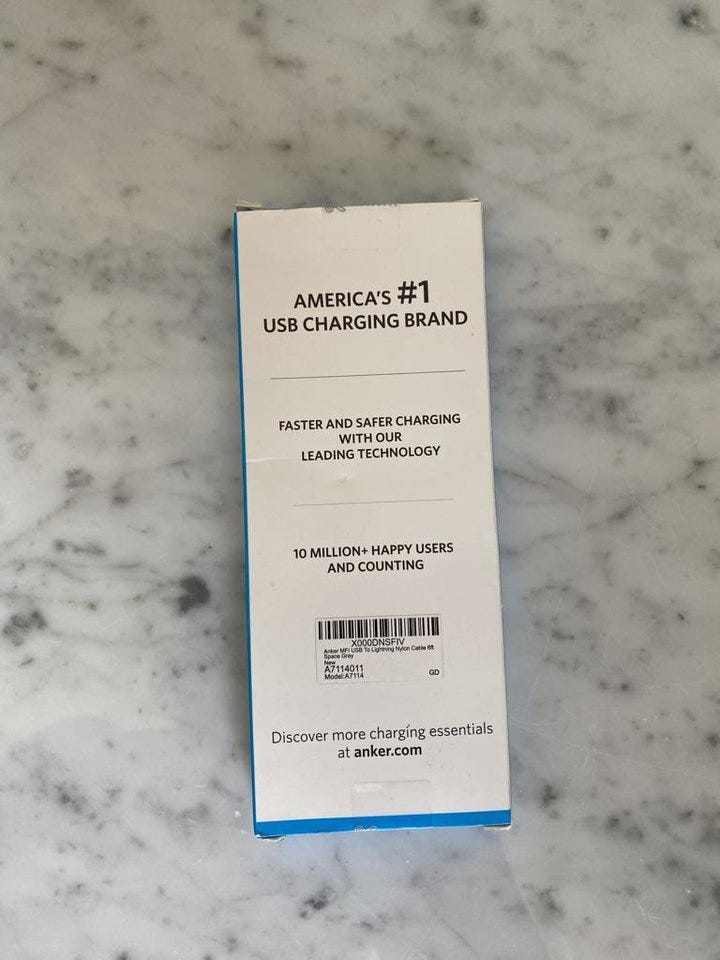 AMERICA'S #1
USB CHARGING BRAND
FASTER AND SAFER CHARGING
WITH OUR
LEADING TECHNOLOGY
10 MILLION+ HAPPY USERS
AND COUNTING
X000DNSFIV
Anker MFI USB To Lightning Nylon Cable 6ft
Space Gray
New
A7114011
Model:A7114
GD
Discover more charging essentials
at anker.com